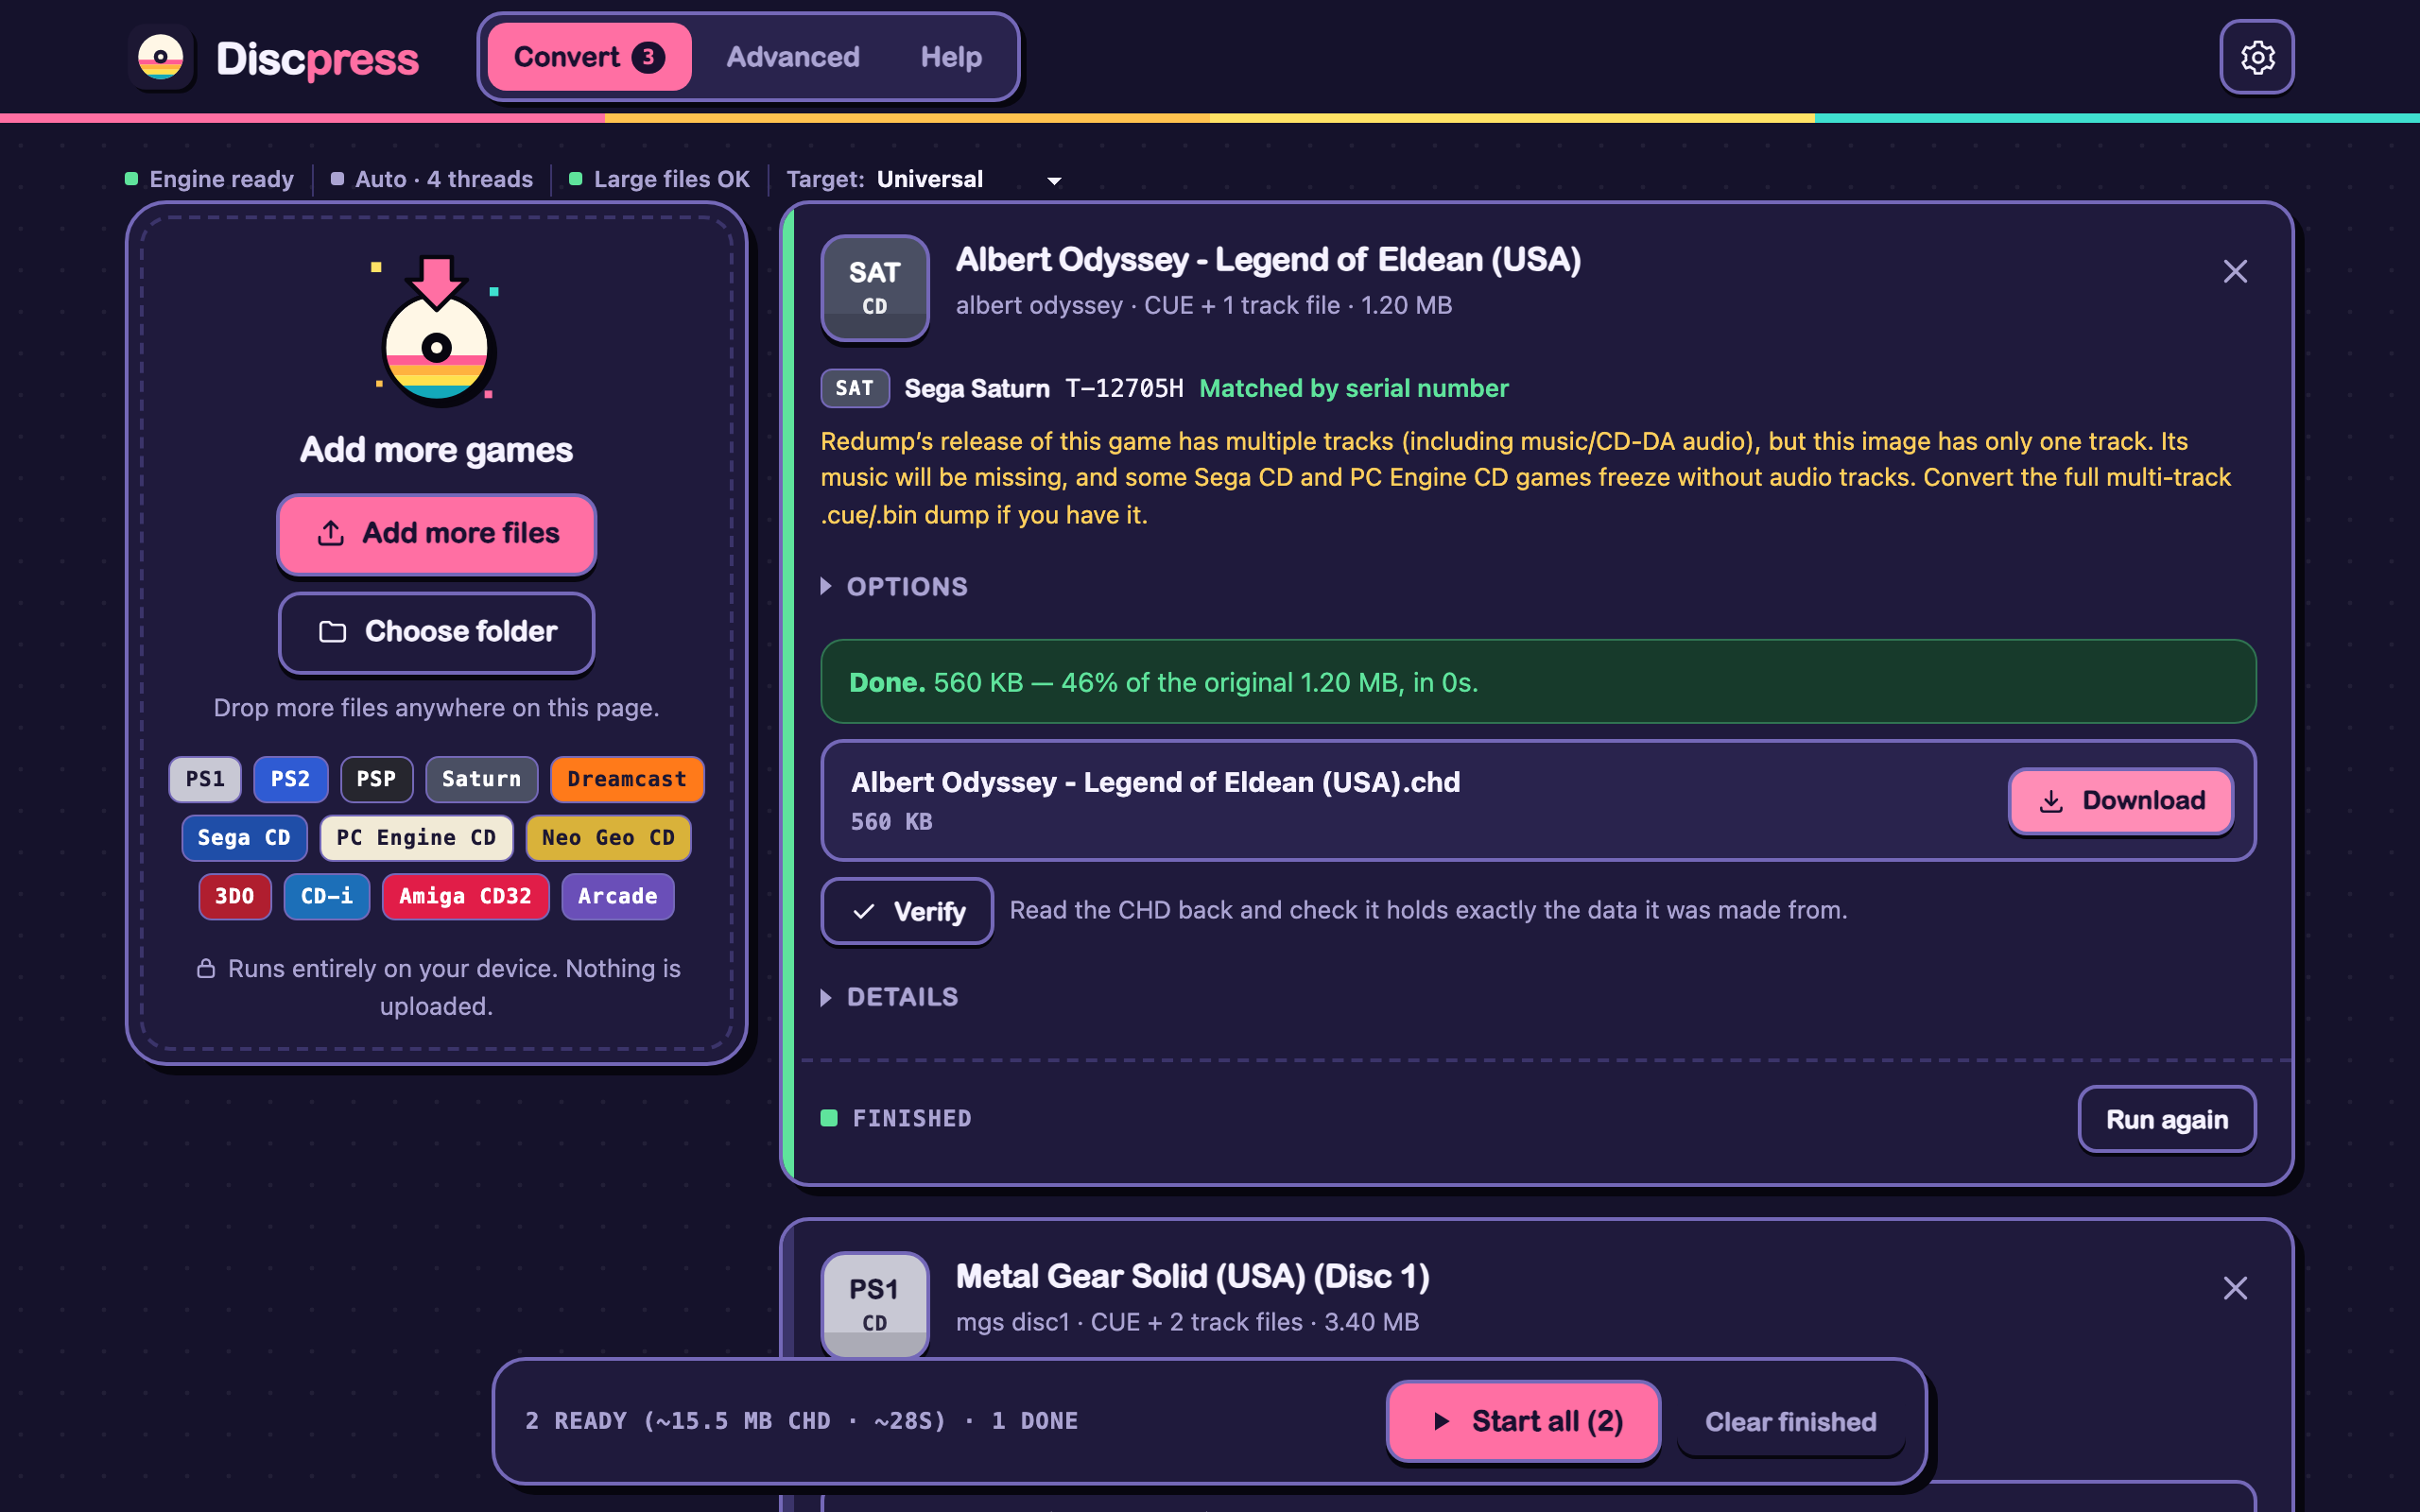 Discpress
Convert 3
Advanced
Help
Engine ready
Auto · 4 threads
Large files OK
Target: Universal
Add more games
Add more files
Choose folder
Drop more files anywhere on this page.
PS1 PS2 PSP Saturn Dreamcast
Sega CD PC Engine CD Neo Geo CD
3DO CD-i Amiga CD32 Arcade
Runs entirely on your device. Nothing is
uploaded.
SAT
CD
Albert Odyssey - Legend of Eldean (USA)
albert odyssey · CUE + 1 track file · 1.20 MB
SAT Sega Saturn T-12705H Matched by serial number
Redump’s release of this game has multiple tracks (including music/CD-DA audio), but this image has only one track. Its
music will be missing, and some Sega CD and PC Engine CD games freeze without audio tracks. Convert the full multi-track
.cue/.bin dump if you have it.
OPTIONS
Done. 560 KB — 46% of the original 1.20 MB, in 0s.
Albert Odyssey - Legend of Eldean (USA).chd
560 KB
Download
Verify
Read the CHD back and check it holds exactly the data it was made from.
DETAILS
FINISHED
Run again
PS1
CD
Metal Gear Solid (USA) (Disc 1)
mgs disc1 · CUE + 2 track files · 3.40 MB
2 READY (~15.5 MB CHD · ~28S) · 1 DONE
Start all (2)
Clear finished